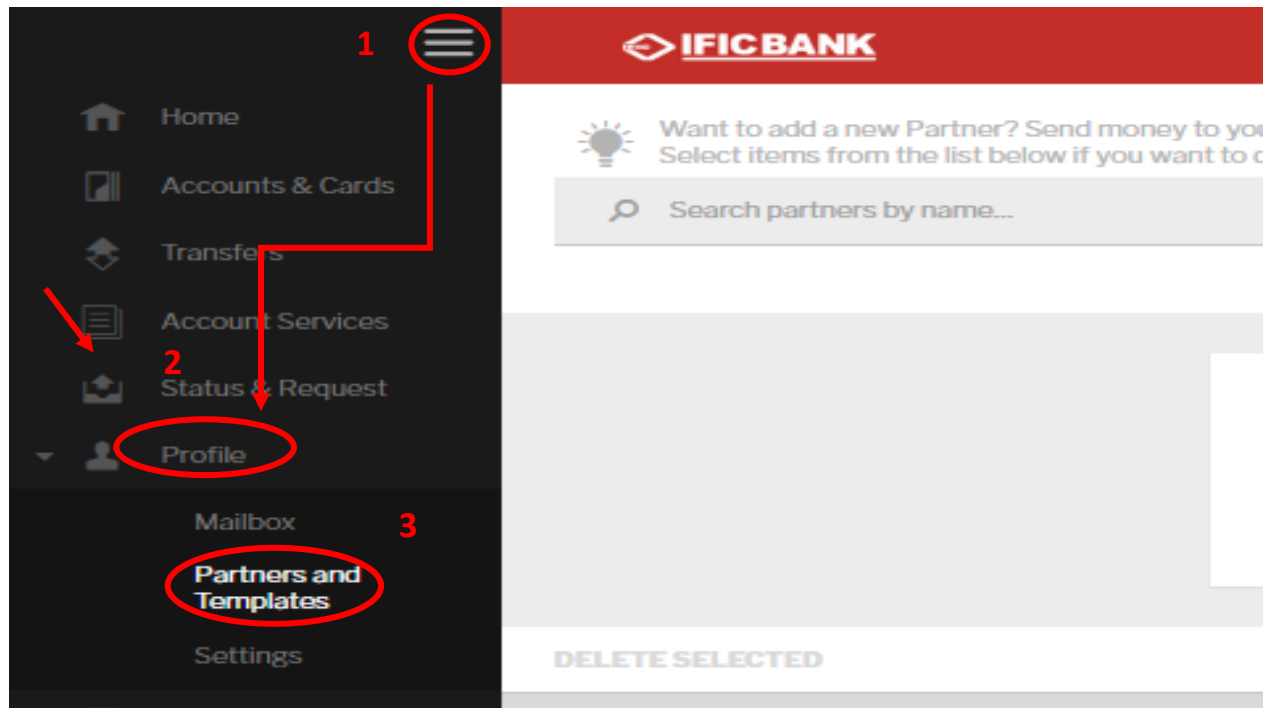 1
IFIC BANK
Home
Want to add a new Partner? Send money to you
Select items from the list below if you want to
Accounts & Cards
Search partners by name...
Transfers
Account Services
2
Status & Request
Profile
Mailbox
3
Partners and
Templates
Settings
DELETE SELECTED